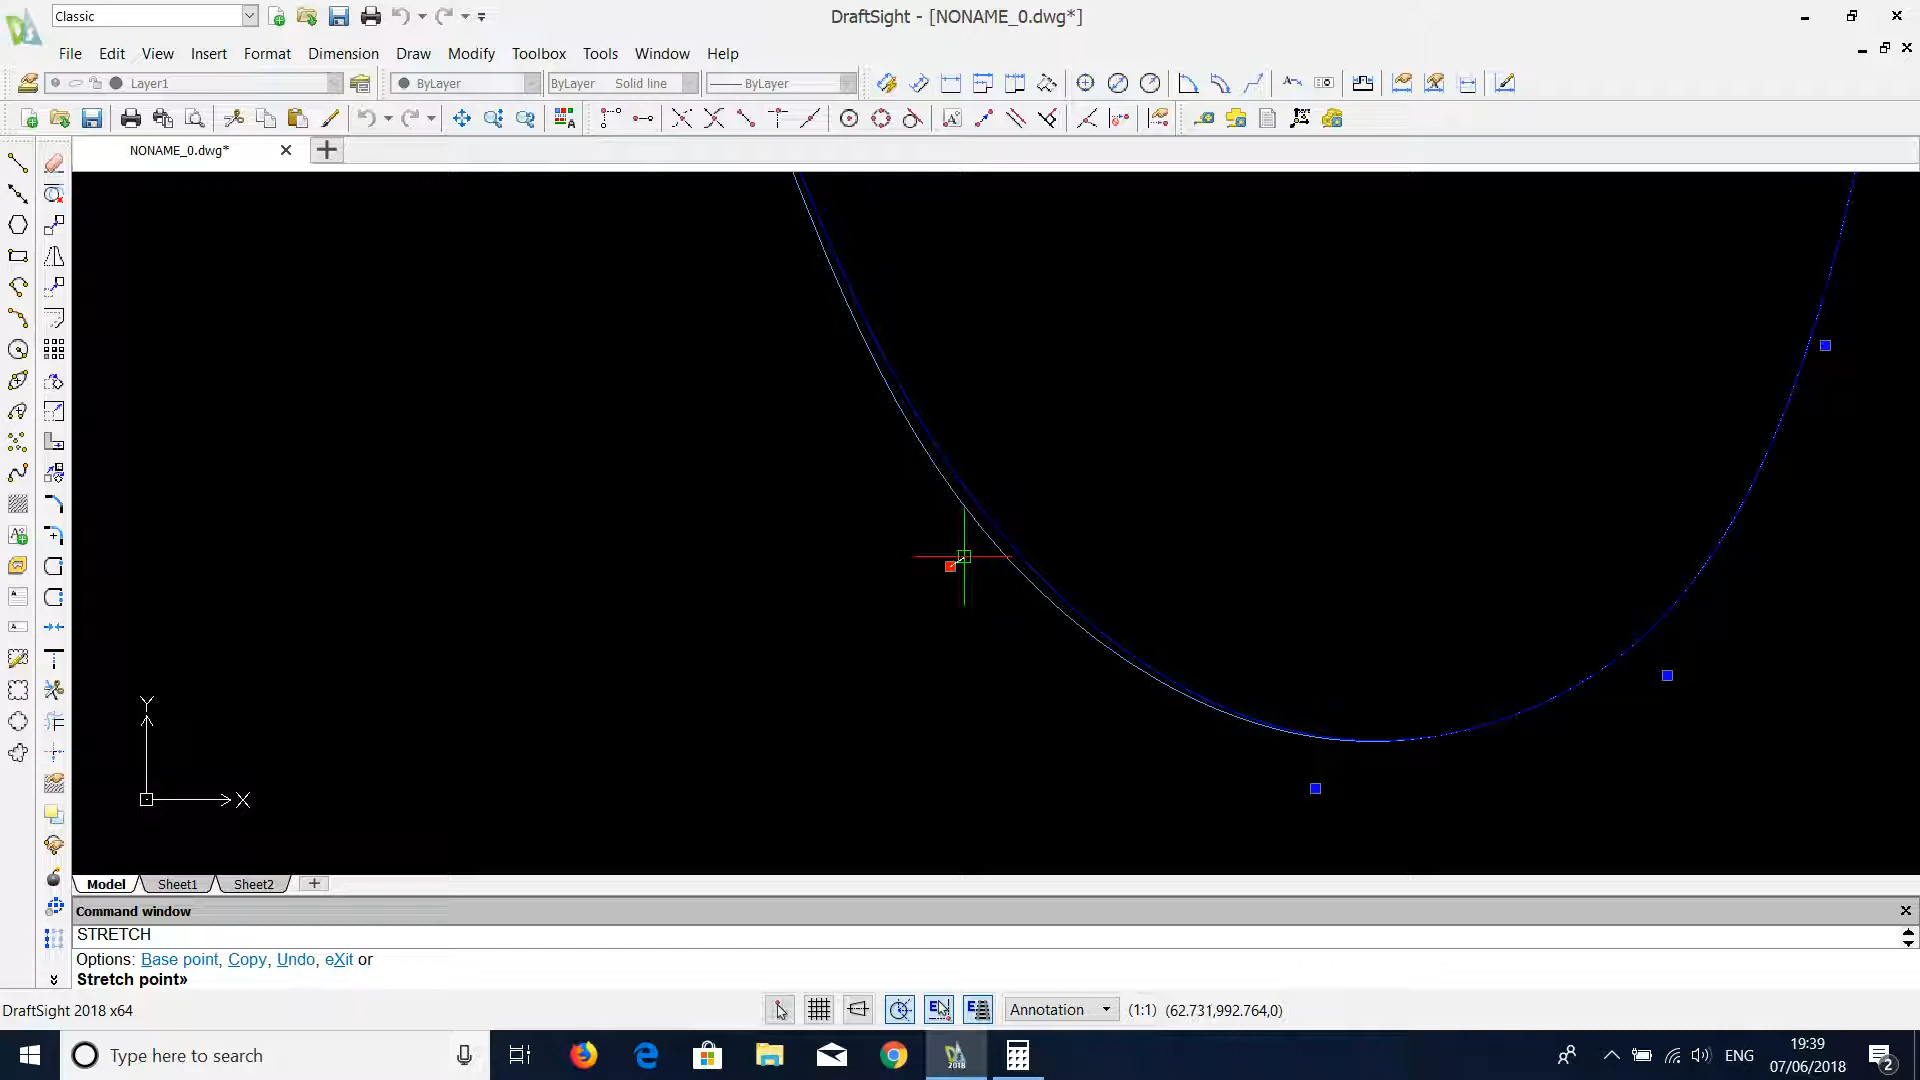 Classic
DraftSight - [NONAME_0.dwg*]
File Edit View Insert Format Dimension Draw Modify Toolbox Tools Window Help
Layer1 ByLayer ByLayer Solid line ByLayer
NONAME_0.dwg*
Y
X
Model Sheet1 Sheet2
Command window
STRETCH
Options: Base point, Copy, Undo, eXit or
Stretch point»
DraftSight 2018 x64 Annotation (1:1) (62.731,992.764,0)
Type here to search
2018
ENG
19:39
07/06/2018
2